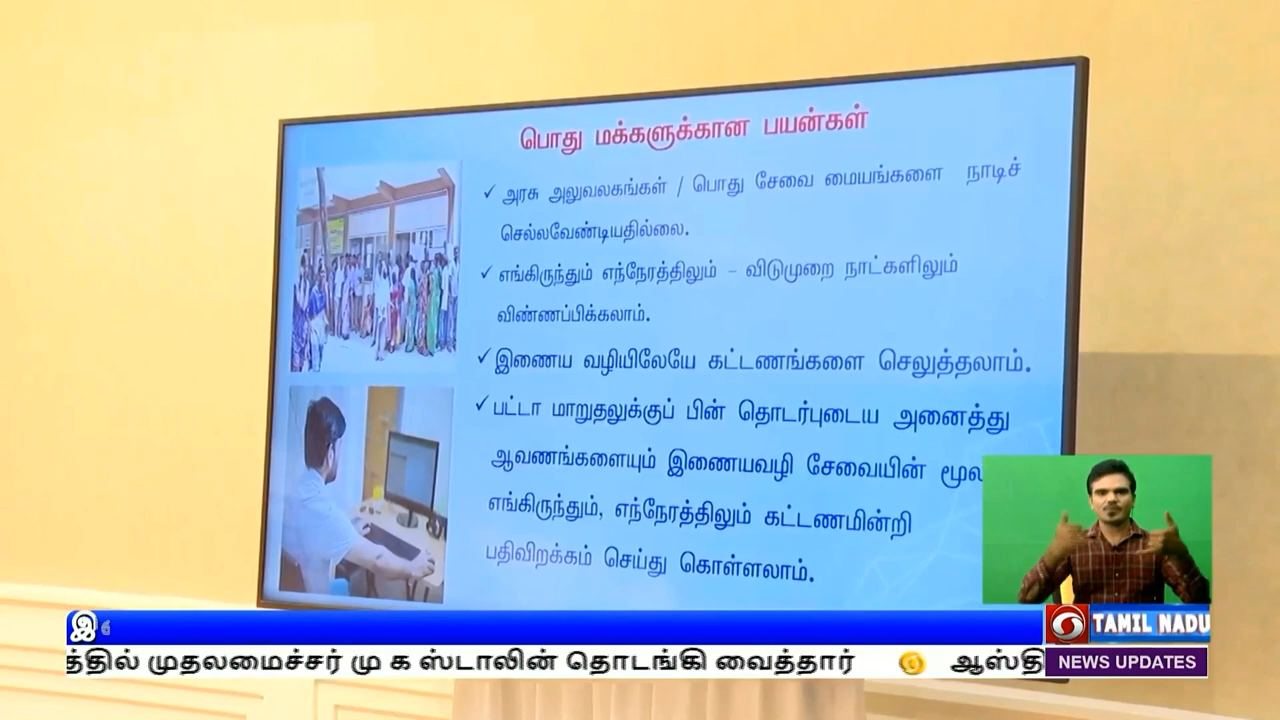 பொது மக்களுக்கான பயன்கள்
✓ அரசு அலுவலகங்கள் / பொது சேவை மையங்களை நாடிச்
செல்லவேண்டியதில்லை.
✓ எங்கிருந்தும் எந்நேரத்திலும் – விடுமுறை நாட்களிலும்
விண்ணப்பிக்கலாம்.
✓ இணைய வழியிலேயே கட்டணங்களை செலுத்தலாம்.
✓ பட்டா மாறுதலுக்குப் பின் தொடர்புடைய அனைத்து
ஆவணங்களையும் இணையவழி சேவையின்
எங்கிருந்தும், எந்நேரத்திலும் கட்டணமின்றி
பதிவிறக்கம் செய்து கொள்ளலாம்.
TAMIL NADU
முதலமைச்சர் மு க ஸ்டாலின் தொடங்கி வைத்தார்
NEWS UPDATES